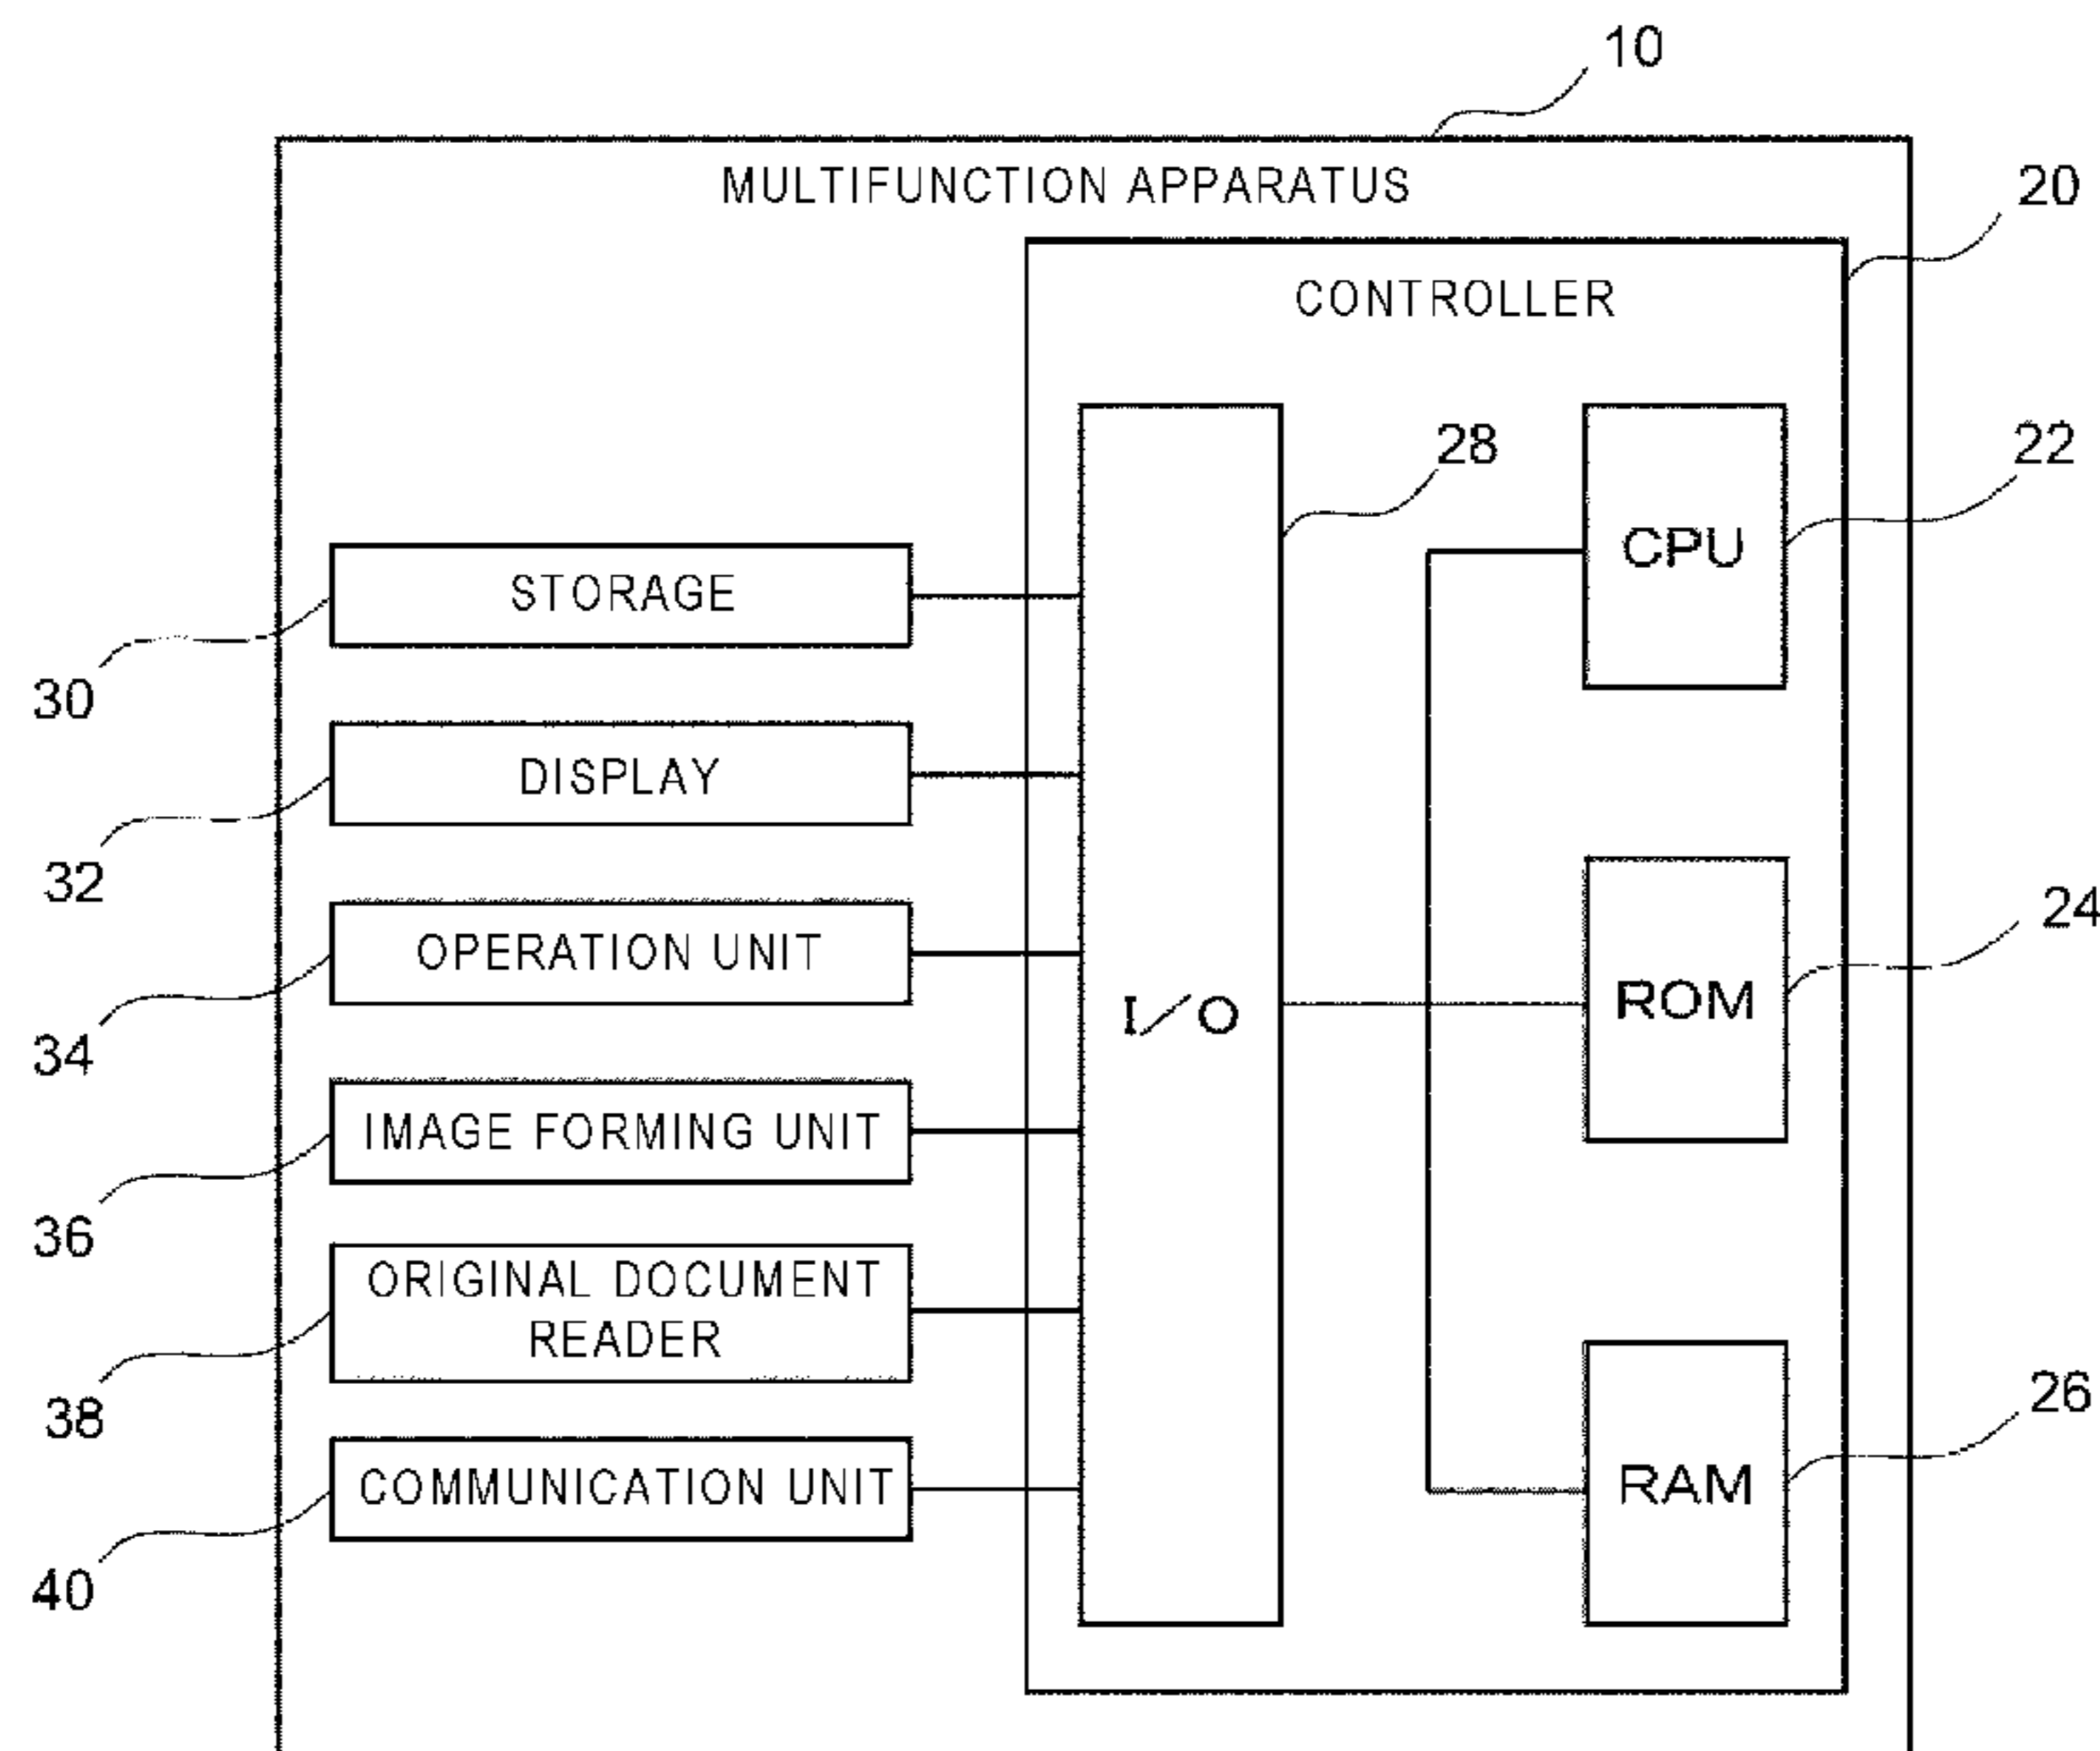 10
MULTIFUNCTION APPARATUS
20
CONTROLLER
28
22
CPU
STORAGE
30
DISPLAY
32
24
OPERATION UNIT
34
I/O
ROM
IMAGE FORMING UNIT
36
ORIGINAL DOCUMENT
READER
38
26
COMMUNICATION UNIT
RAM
40